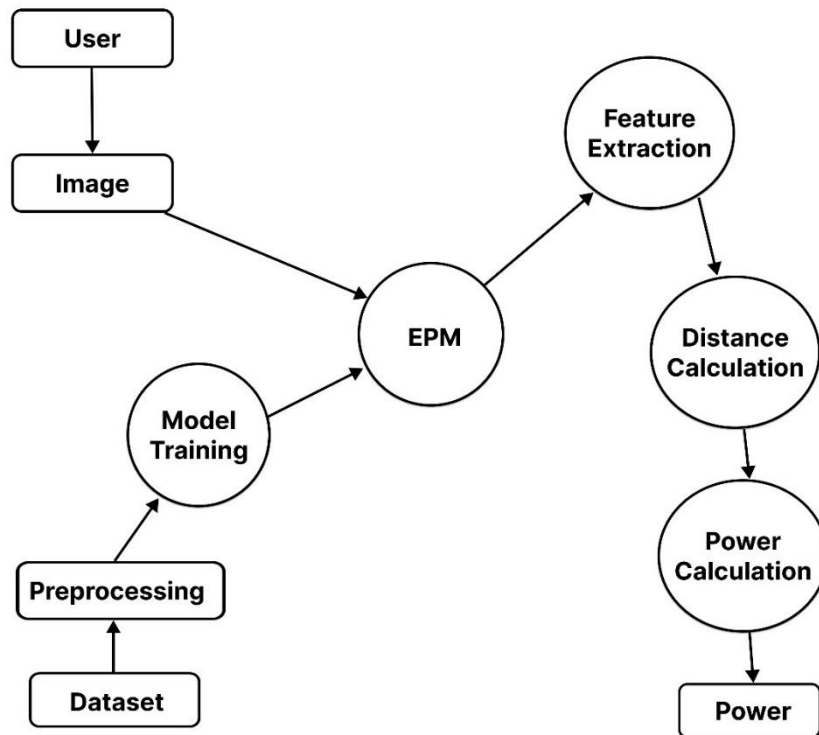 User
Image
Feature
Extraction
EPM
Distance
Calculation
Model
Training
Power
Calculation
Preprocessing
Dataset
Power